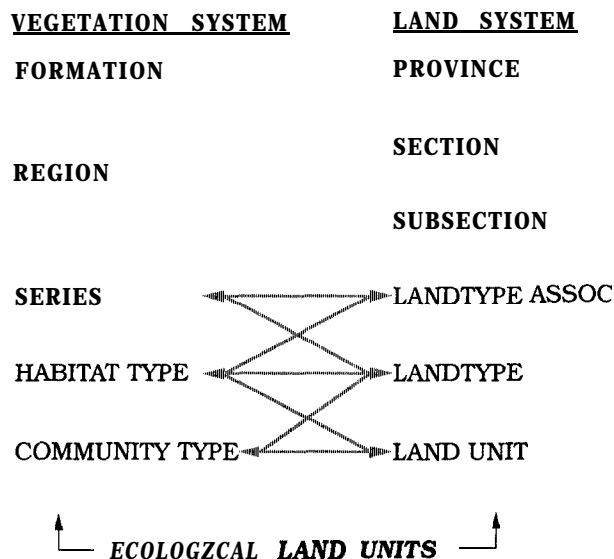 VEGETATION SYSTEM LAND SYSTEM
FORMATION PROVINCE
SECTION
REGION
SUBSECTION
SERIES LANDTYPE ASSOC
HABITAT TYPE LANDTYPE
COMMUNITY TYPE LAND UNIT
ECOLOGZCAL LAND UNITS